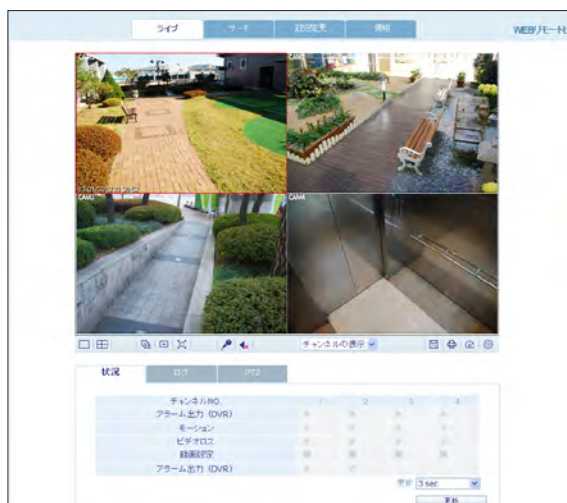 ライブ サーチ 設定変更 情報 WEBリモート
CAM2
CAM3 CAM4
チャンネルの表示
状況 ログ PTZ
チャンネルNO. 1 2 3 4
アラーム出力 (DVR)
モーション
ビデオロス
録画設定
アラーム出力 (DVR)
更新 3 sec
更新